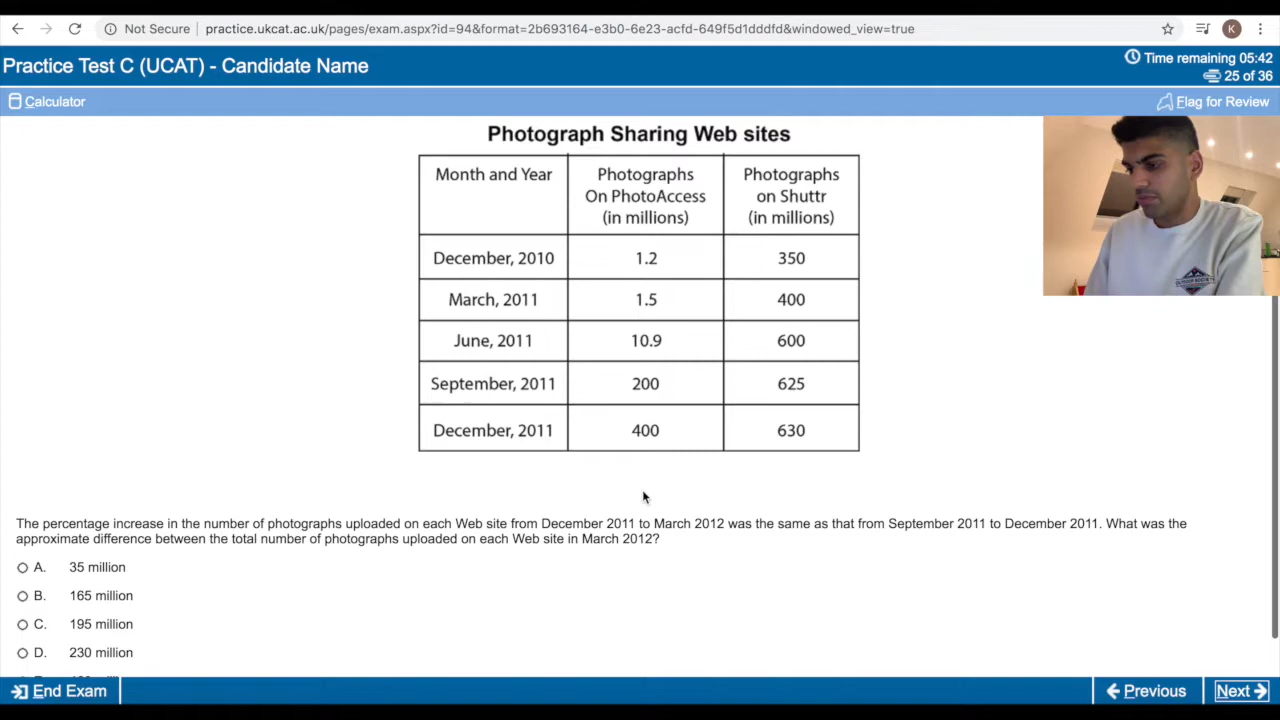 Not Secure practice.ukcat.ac.uk/pages/exam.aspx?id=94&format=2b693164-e3b0-6e23-acfd-649f5d1dddfd&windowed_view=true K
Practice Test C (UCAT) - Candidate Name
Time remaining 05:42
25 of 36
Calculator
Flag for Review
Photograph Sharing Web sites
Month and Year
Photographs
On PhotoAccess
(in millions)
Photographs
on Shuttr
(in millions)
December, 2010 1.2 350
March, 2011 1.5 400
June, 2011 10.9 600
September, 2011 200 625
December, 2011 400 630
The percentage increase in the number of photographs uploaded on each Web site from December 2011 to March 2012 was the same as that from September 2011 to December 2011. What was the
approximate difference between the total number of photographs uploaded on each Web site in March 2012?
A. 35 million
B. 165 million
C. 195 million
D. 230 million
End Exam
Previous
Next